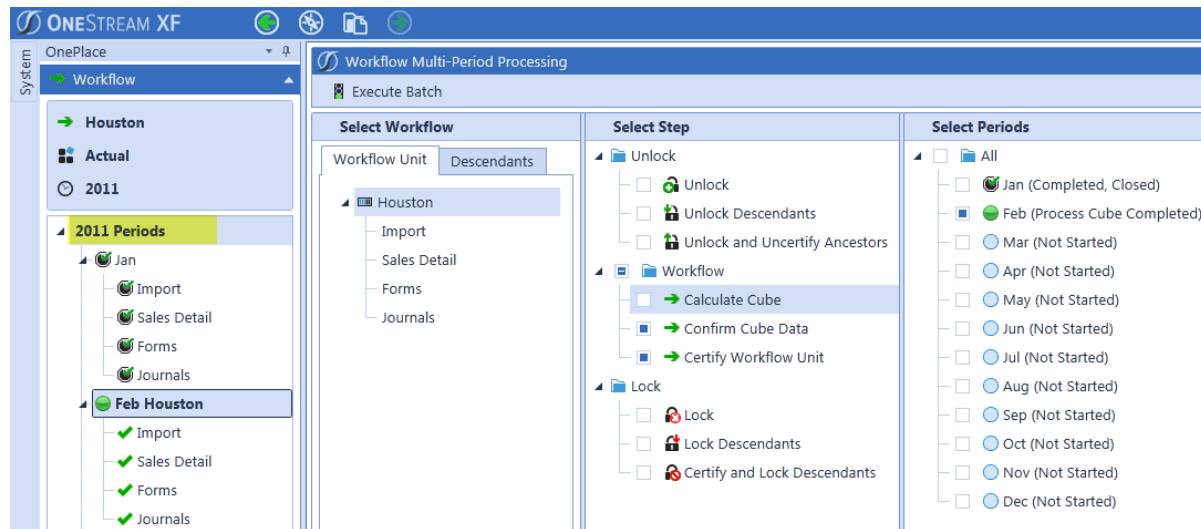 ONESTREAM XF
System
OnePlace
Workflow
Houston
Actual
2011
2011 Periods
Jan
Import
Sales Detail
Forms
Journals
Feb Houston
Import
Sales Detail
Forms
Journals
Workflow Multi-Period Processing
Execute Batch
Select Workflow
Workflow Unit
Descendants
Houston
Import
Sales Detail
Forms
Journals
Select Step
Unlock
Unlock
Unlock Descendants
Unlock and Uncertify Ancestors
Workflow
Calculate Cube
Confirm Cube Data
Certify Workflow Unit
Lock
Lock
Lock Descendants
Certify and Lock Descendants
Select Periods
All
Jan (Completed, Closed)
Feb (Process Cube Completed)
Mar (Not Started)
Apr (Not Started)
May (Not Started)
Jun (Not Started)
Jul (Not Started)
Aug (Not Started)
Sep (Not Started)
Oct (Not Started)
Nov (Not Started)
Dec (Not Started)